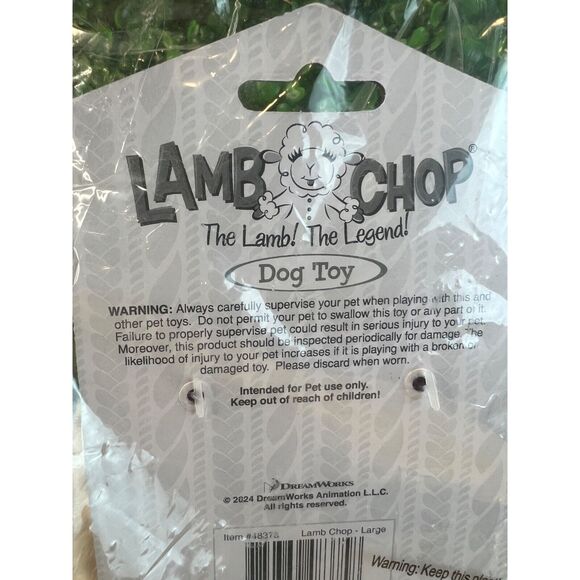 LAMB CHOP®
The Lamb! The Legend!
Dog Toy
WARNING: Always carefully supervise your pet when playing with this and
other pet toys. Do not permit your pet to swallow this toy or any part of it.
Failure to properly supervise pet could result in serious injury to your pet.
Moreover, this product should be inspected periodically for damage. The
likelihood of injury to your pet increases if it is playing with a broken or
damaged toy. Please discard when worn.
Intended for Pet use only.
Keep out of reach of children!
DREAMWORKS
© 2024 DreamWorks Animation L.L.C.
All rights reserved.
Item #48375 Lamb Chop - Large
Warning: Keep this